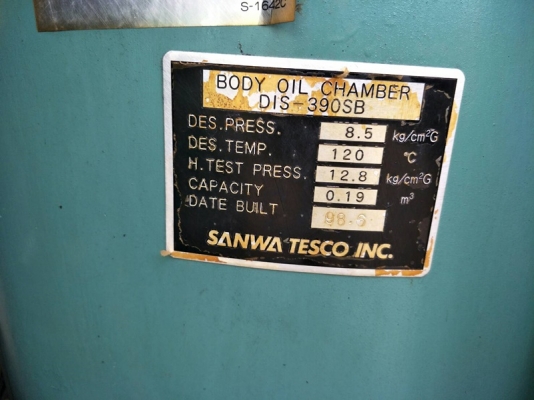 S-1642C
BODY OIL CHAMBER
DIS-390SB
DES.PRESS. 8.5 kg/cm²G
DES.TEMP. 120 °C
H.TEST PRESS. 12.8 kg/cm²G
CAPACITY 0.19 m³
DATE BUILT 98-6
SANWA TESCO INC.